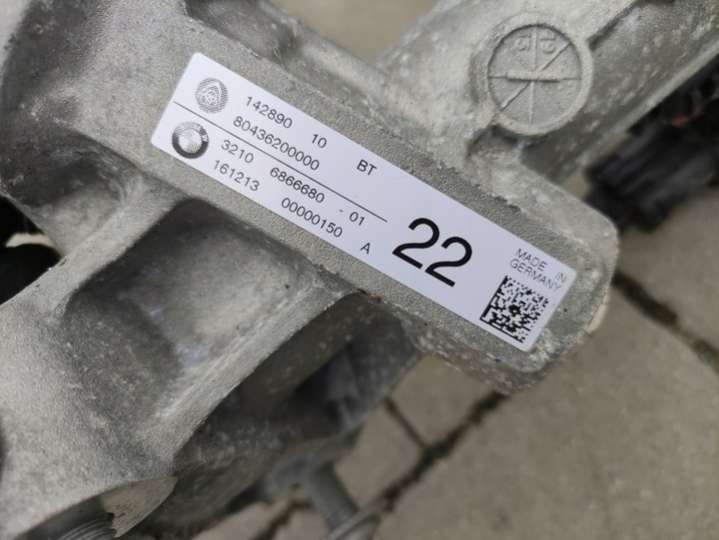 142890 10 BT
80436200000
3210 6866680 - 01
161213 00000150 A
22
MADE IN
GERMANY